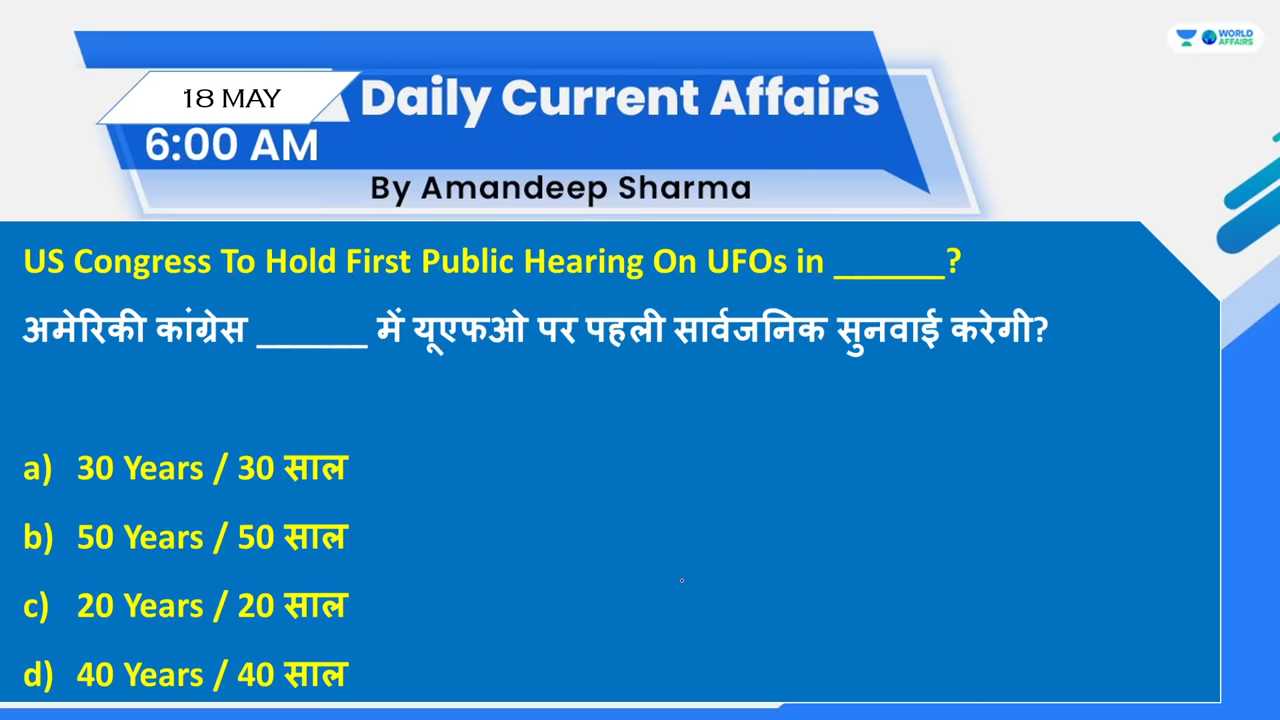 WORLD
AFFAIRS
18 MAY
Daily Current Affairs
6:00 AM
By Amandeep Sharma
US Congress To Hold First Public Hearing On UFOs in ______?
अमेरिकी कांग्रेस ______ में यूएफओ पर पहली सार्वजनिक सुनवाई करेगी?
a) 30 Years / 30 साल
b) 50 Years / 50 साल
c) 20 Years / 20 साल
d) 40 Years / 40 साल